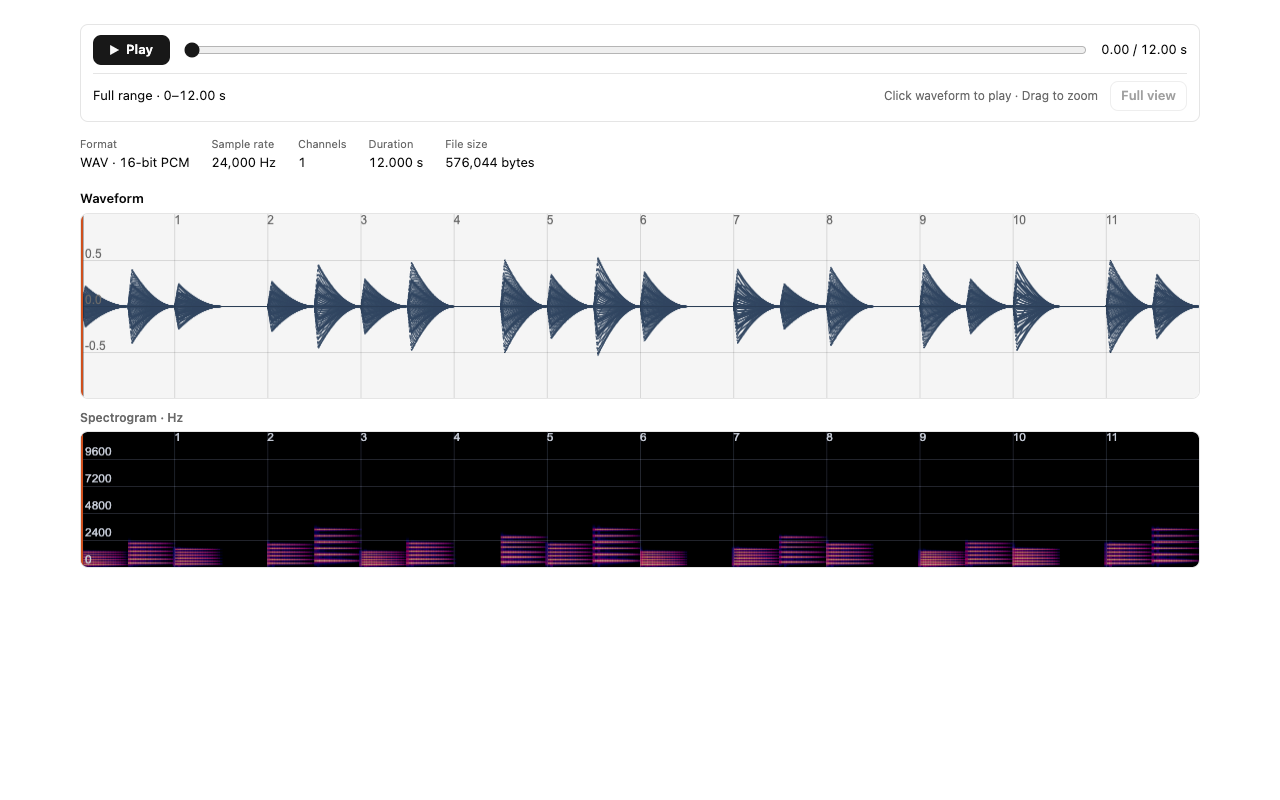 Play 0.00 / 12.00 s
Full range · 0–12.00 s Click waveform to play · Drag to zoom Full view
Format Sample rate Channels Duration File size
WAV · 16-bit PCM 24,000 Hz 1 12.000 s 576,044 bytes
Waveform
1 2 3 4 5 6 7 8 9 10 11
0.5
0.0
-0.5
Spectrogram · Hz
1 2 3 4 5 6 7 8 9 10 11
9600
7200
4800
2400
0